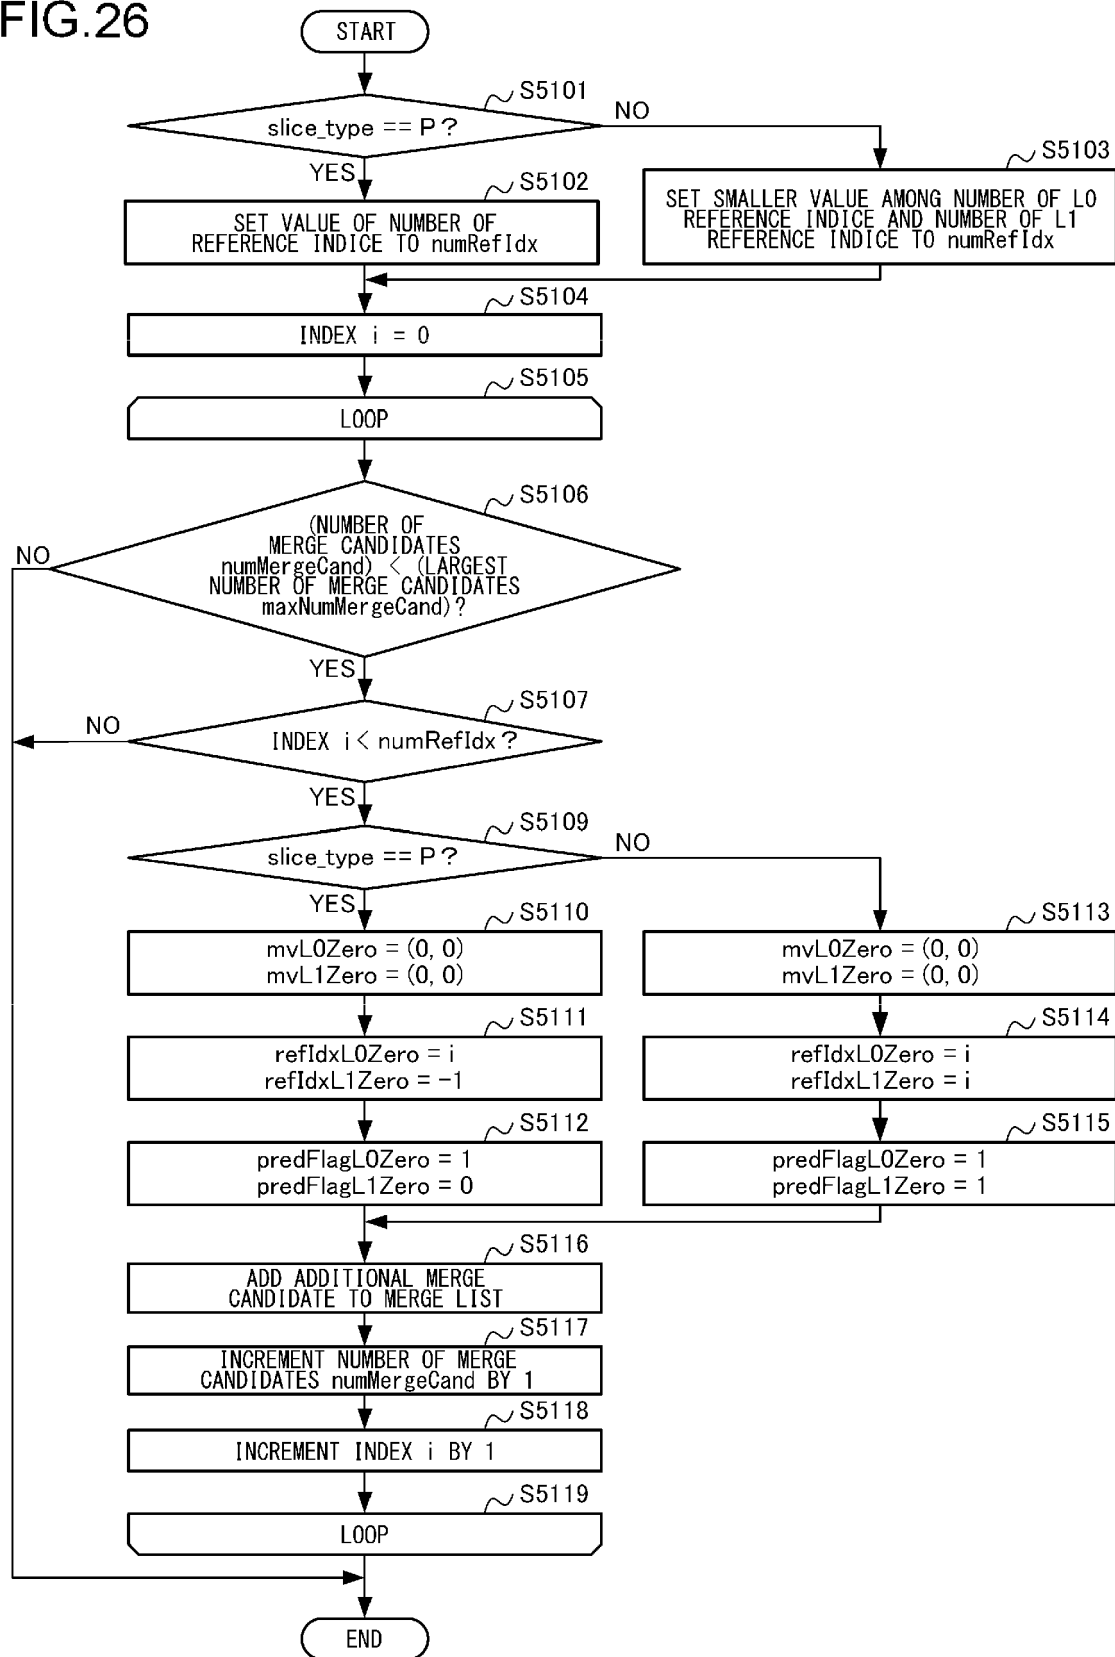 FIG.26
START
S5101
slice_type == P?
NO
YES
S5102
SET VALUE OF NUMBER OF
REFERENCE INDICE TO numRefIdx
S5103
SET SMALLER VALUE AMONG NUMBER OF L0
REFERENCE INDICE AND NUMBER OF L1
REFERENCE INDICE TO numRefIdx
S5104
INDEX i = 0
S5105
LOOP
S5106
(NUMBER OF
MERGE CANDIDATES
numMergeCand) < (LARGEST
NUMBER OF MERGE CANDIDATES
maxNumMergeCand)?
NO
YES
S5107
INDEX i < numRefIdx?
NO
YES
S5109
slice_type == P?
NO
YES
S5110
mvL0Zero = (0, 0)
mvL1Zero = (0, 0)
S5113
mvL0Zero = (0, 0)
mvL1Zero = (0, 0)
S5111
refIdxL0Zero = i
refIdxL1Zero = -1
S5114
refIdxL0Zero = i
refIdxL1Zero = i
S5112
predFlagL0Zero = 1
predFlagL1Zero = 0
S5115
predFlagL0Zero = 1
predFlagL1Zero = 1
S5116
ADD ADDITIONAL MERGE
CANDIDATE TO MERGE LIST
S5117
INCREMENT NUMBER OF MERGE
CANDIDATES numMergeCand BY 1
S5118
INCREMENT INDEX i BY 1
S5119
LOOP
END